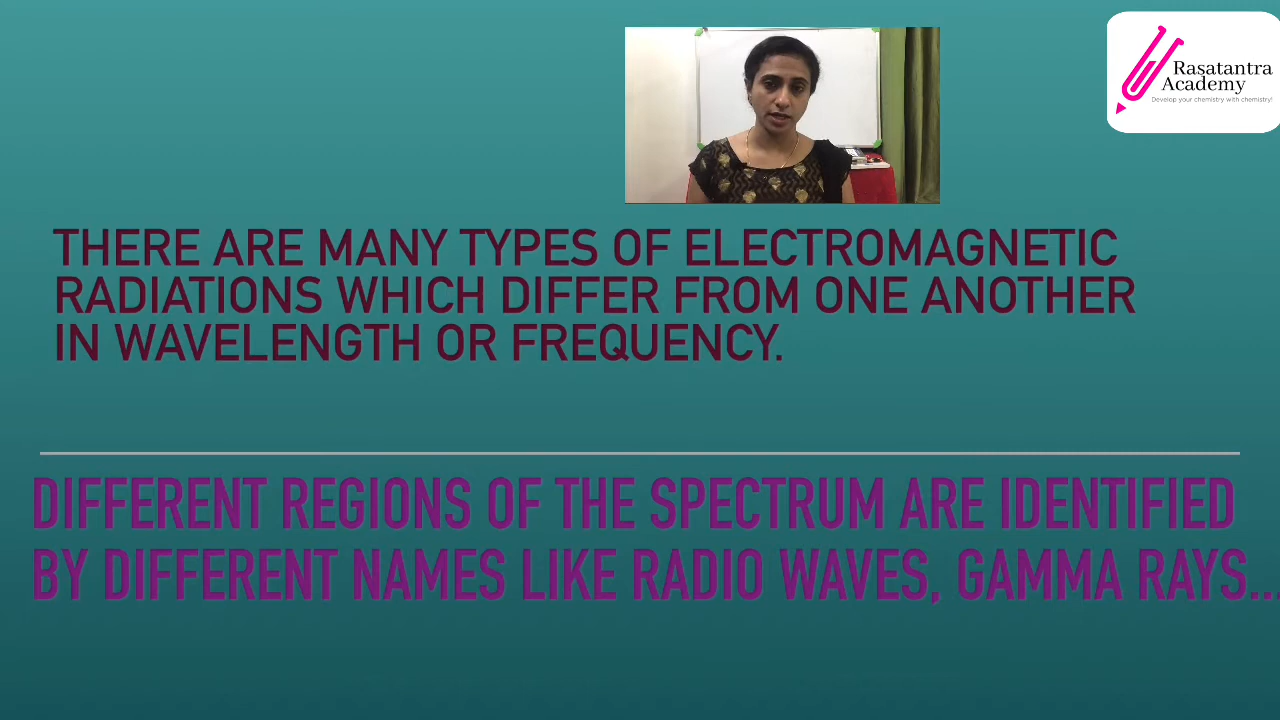 Rasatantra
Academy
Develop your chemistry with chemistry!
THERE ARE MANY TYPES OF ELECTROMAGNETIC
RADIATIONS WHICH DIFFER FROM ONE ANOTHER
IN WAVELENGTH OR FREQUENCY.
DIFFERENT REGIONS OF THE SPECTRUM ARE IDENTIFIED
BY DIFFERENT NAMES LIKE RADIO WAVES, GAMMA RAYS...